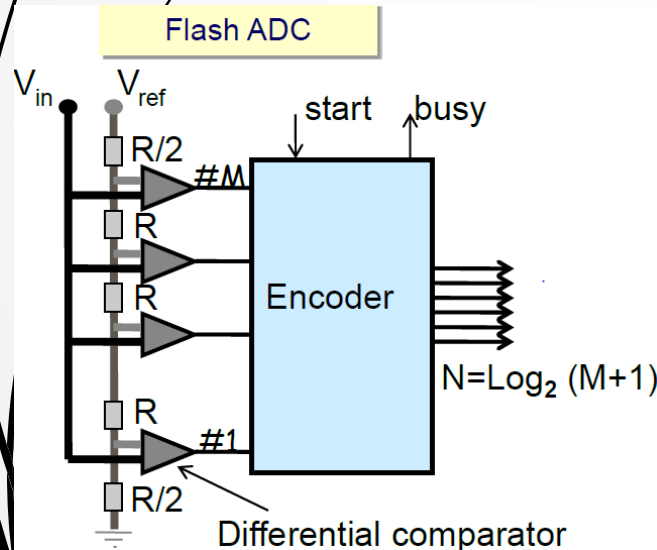 Flash ADC
Vin Vref
start busy
R/2
#M
R
R
Encoder
N=Log2 (M+1)
R
#1
R/2
Differential comparator